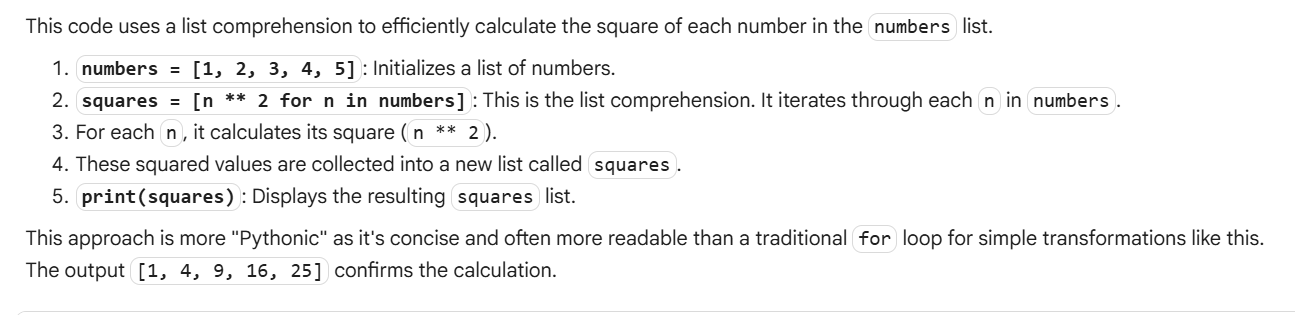 This code uses a list comprehension to efficiently calculate the square of each number in the numbers list.
1. numbers = [1, 2, 3, 4, 5]: Initializes a list of numbers.
2. squares = [n ** 2 for n in numbers]: This is the list comprehension. It iterates through each n in numbers.
3. For each n, it calculates its square (n ** 2).
4. These squared values are collected into a new list called squares.
5. print(squares): Displays the resulting squares list.
This approach is more "Pythonic" as it's concise and often more readable than a traditional for loop for simple transformations like this.
The output [1, 4, 9, 16, 25] confirms the calculation.